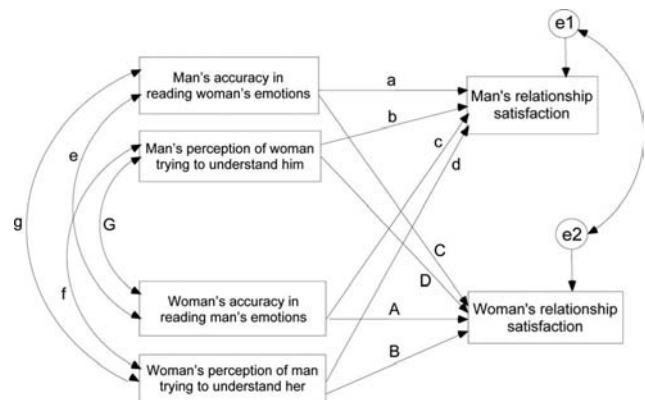 e1
Man's accuracy in
reading woman's emotions
a
Man's relationship
satisfaction
b
Man's perception of woman
trying to understand him
c
e
d
g
G
f
e2
C
D
Woman's accuracy in
reading man's emotions
A
Woman's relationship
satisfaction
B
Woman's perception of man
trying to understand her